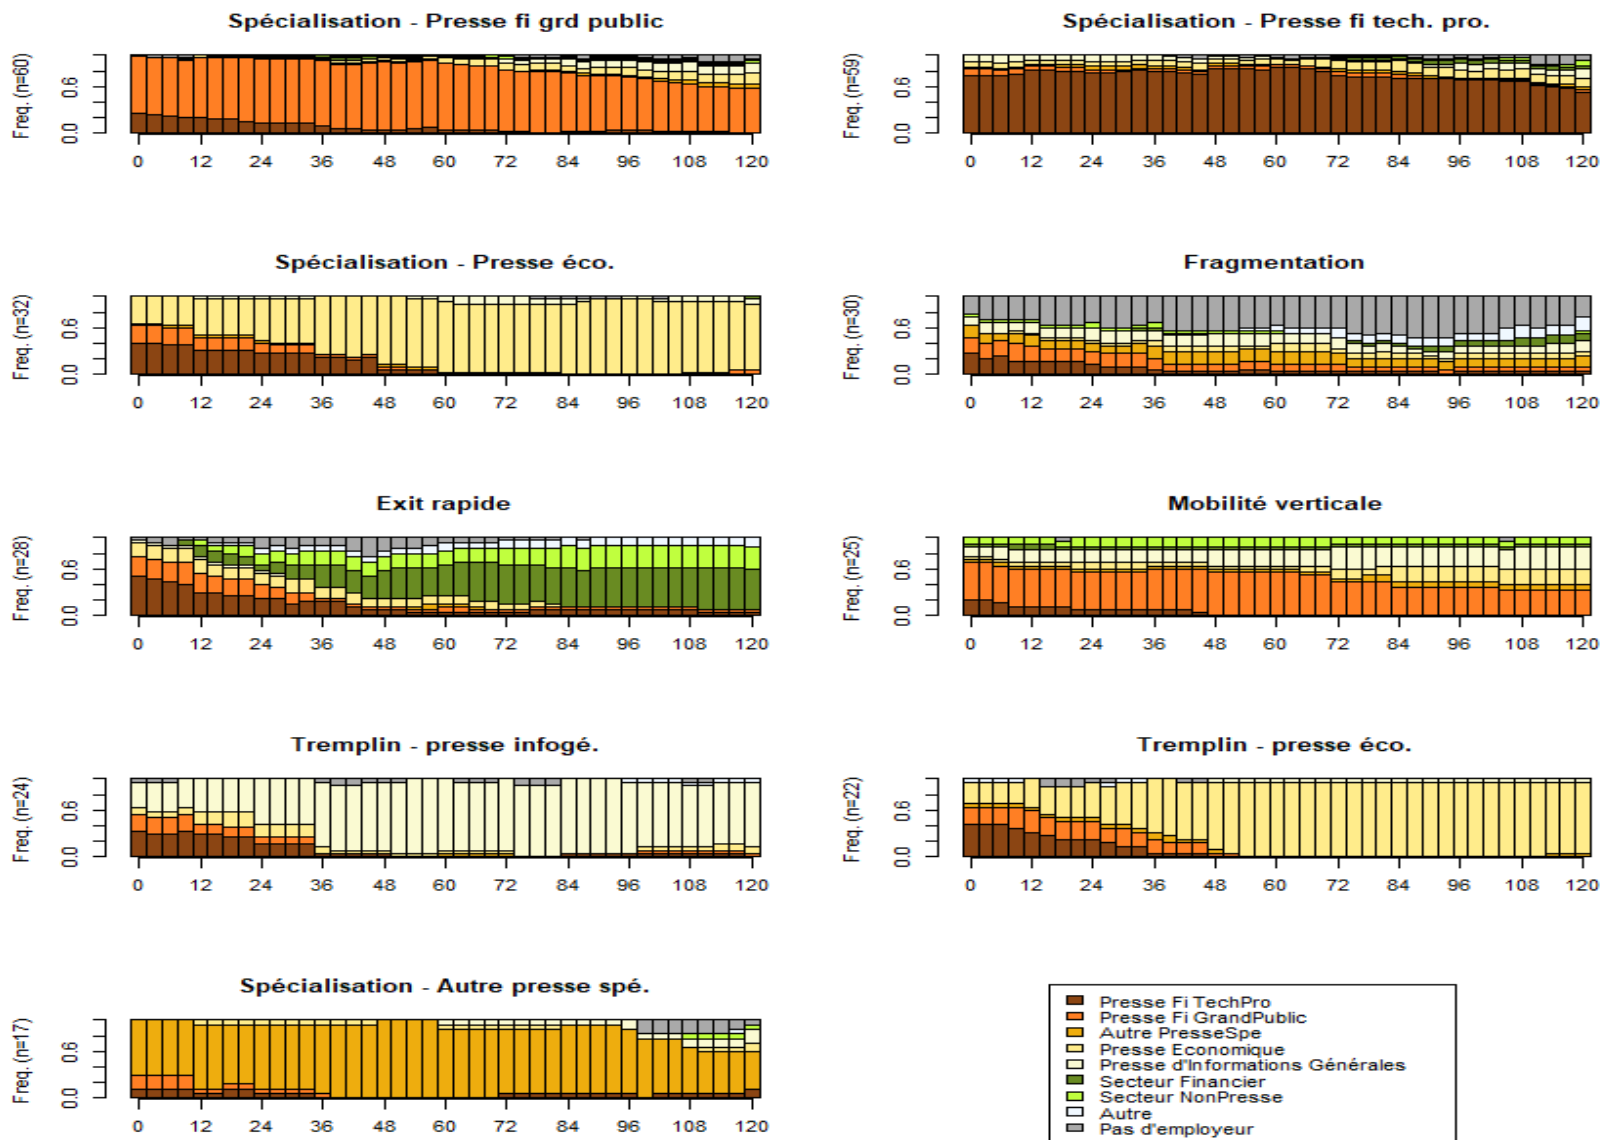 Spécialisation - Presse fi grd public
Freq. (n=60)
0.0 0.6
0 12 24 36 48 60 72 84 96 108 120
Spécialisation - Presse fi tech. pro.
Freq. (n=59)
0.0 0.6
0 12 24 36 48 60 72 84 96 108 120
Spécialisation - Presse éco.
Freq. (n=32)
0.0 0.6
0 12 24 36 48 60 72 84 96 108 120
Fragmentation
Freq. (n=30)
0.0 0.6
0 12 24 36 48 60 72 84 96 108 120
Exit rapide
Freq. (n=28)
0.0 0.6
0 12 24 36 48 60 72 84 96 108 120
Mobilité verticale
Freq. (n=25)
0.0 0.6
0 12 24 36 48 60 72 84 96 108 120
Tremplin - presse infogé.
Freq. (n=24)
0.0 0.6
0 12 24 36 48 60 72 84 96 108 120
Tremplin - presse éco.
Freq. (n=22)
0.0 0.6
0 12 24 36 48 60 72 84 96 108 120
Spécialisation - Autre presse spé.
Freq. (n=17)
0.0 0.6
0 12 24 36 48 60 72 84 96 108 120
Presse Fi TechPro
Presse Fi GrandPublic
Autre PresseSpe
Presse Economique
Presse d'Informations Générales
Secteur Financier
Secteur NonPresse
Autre
Pas d'employeur